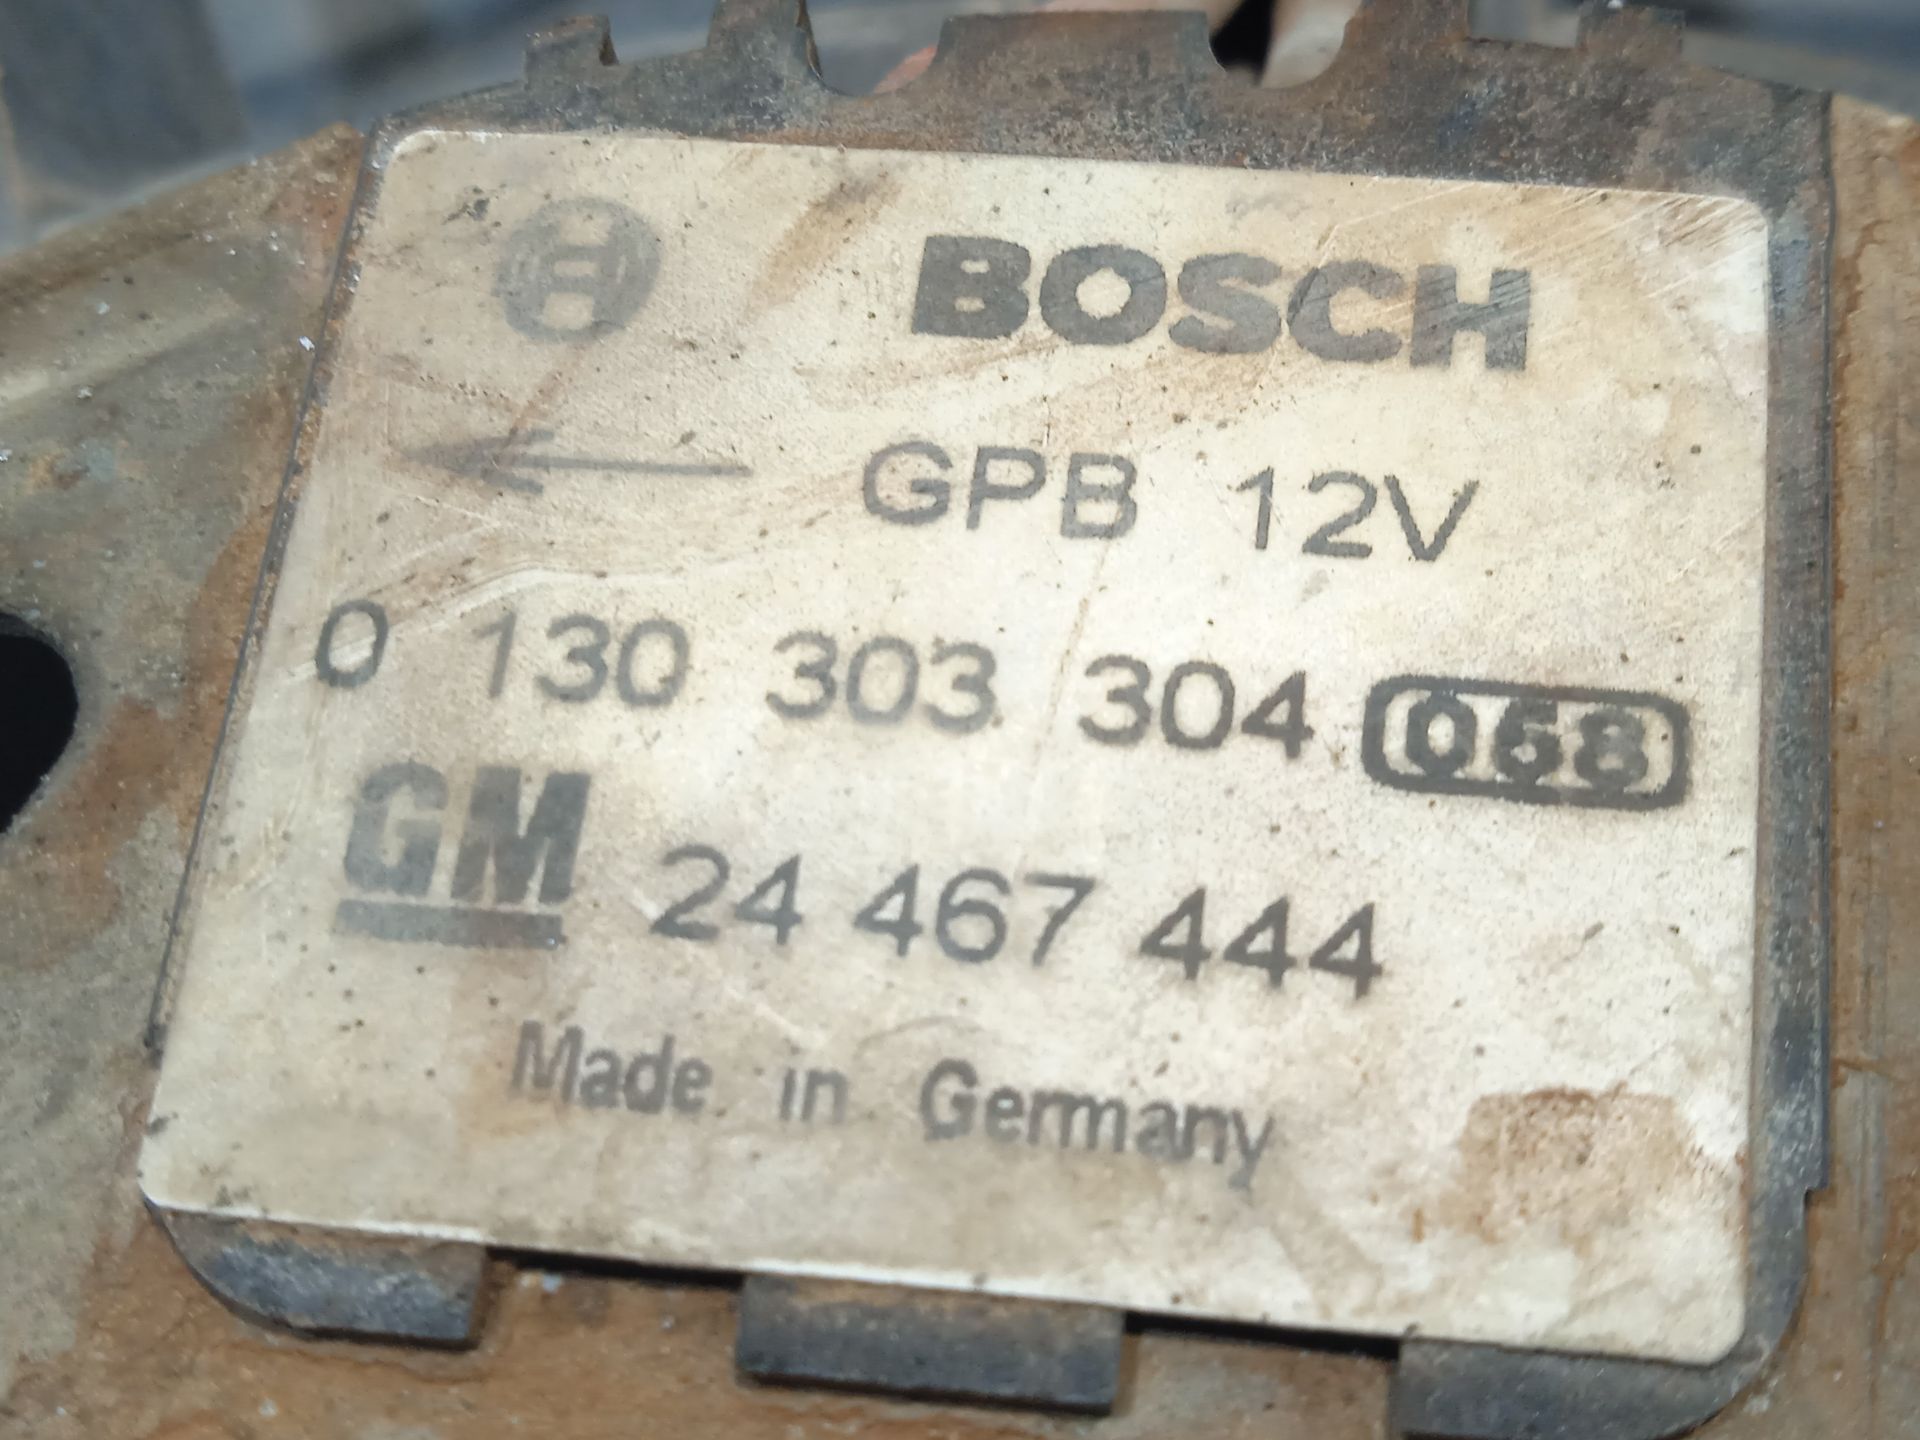 BOSCH
GPB 12V
0 130 303 304 068
GM 24 467 444
Made in Germany